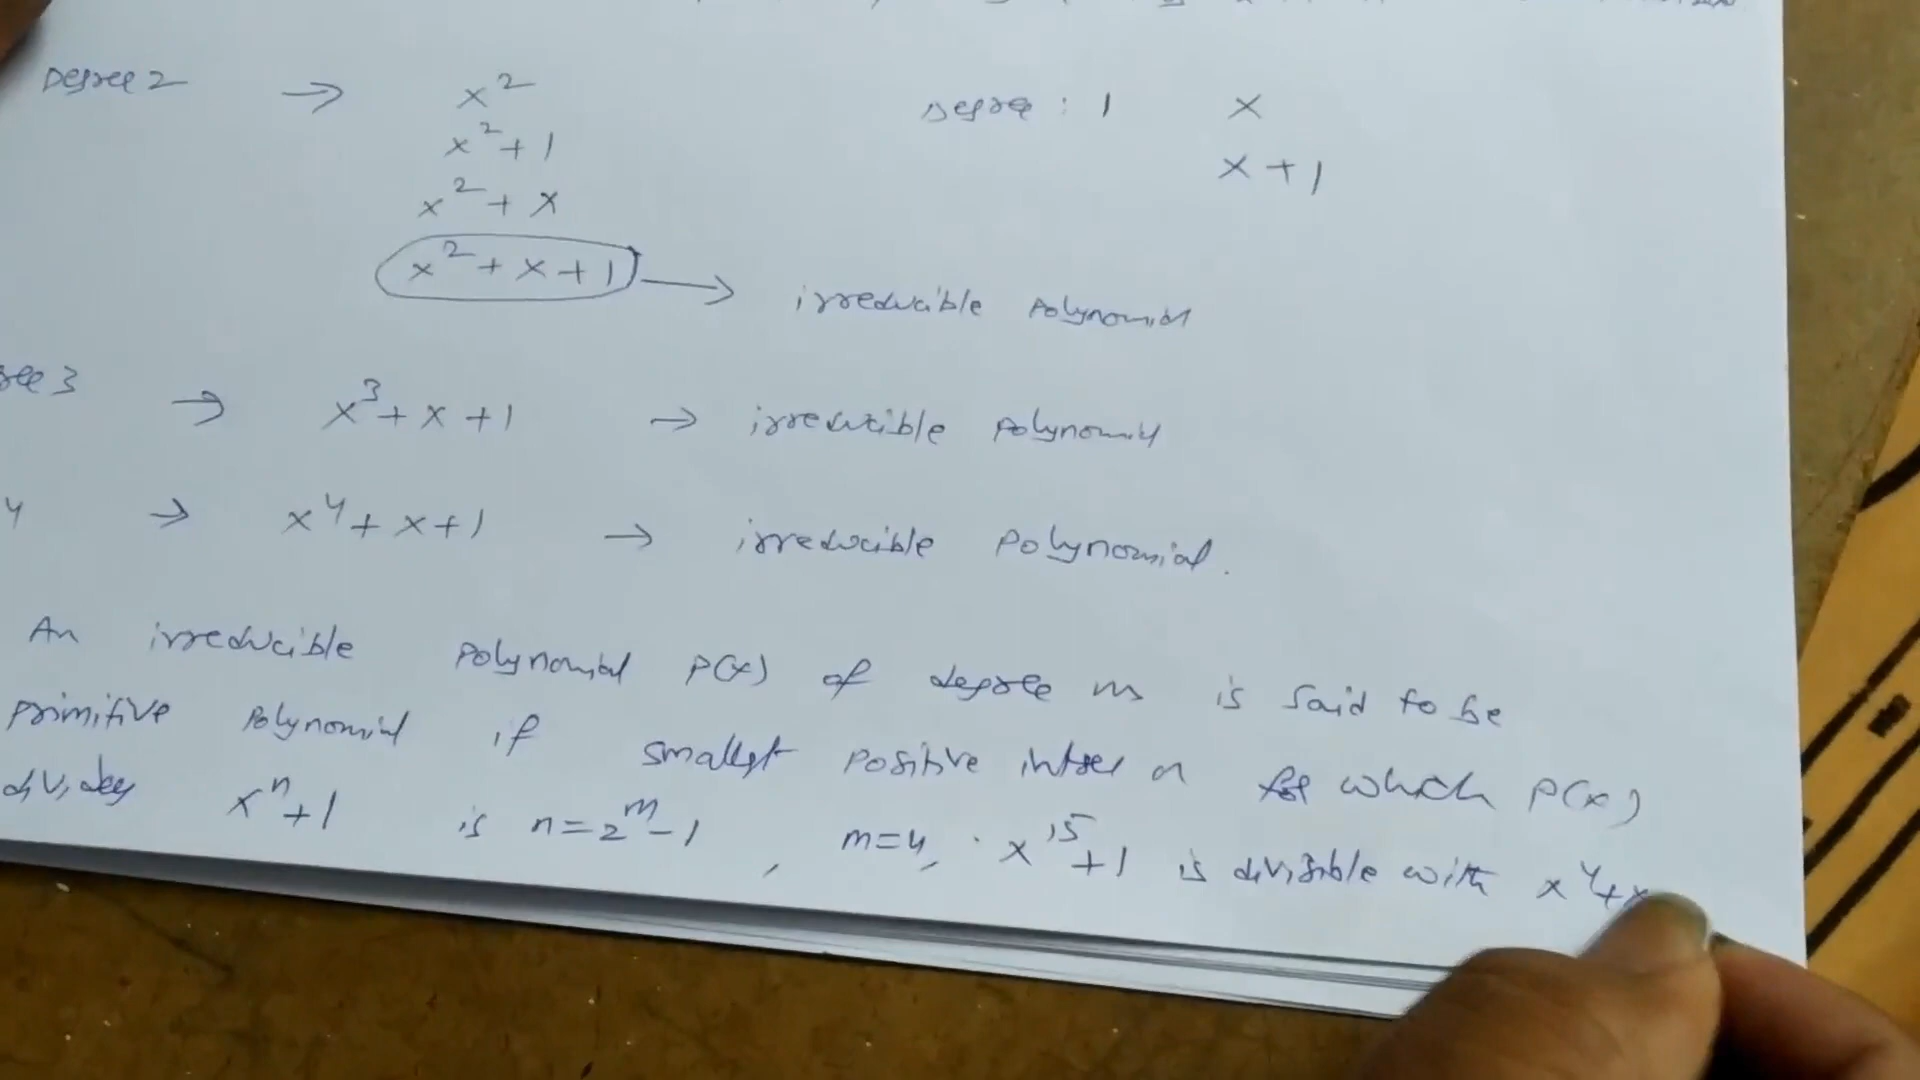 Degree 2 → x² Degree : 1 x
x² + 1 x + 1
x² + x
x² + x + 1 → irreducible polynomial
3 → x³ + x + 1 → irreducible polynomial
4 → x⁴ + x + 1 → irreducible polynomial.
An irreducible polynomial P(x) of degree m is said to be
primitive polynomial if smallest positive n for which P(x)
divides xⁿ+1 is n = 2ᵐ-1 , m=4, x¹⁵+1 is divisible with x⁴+x